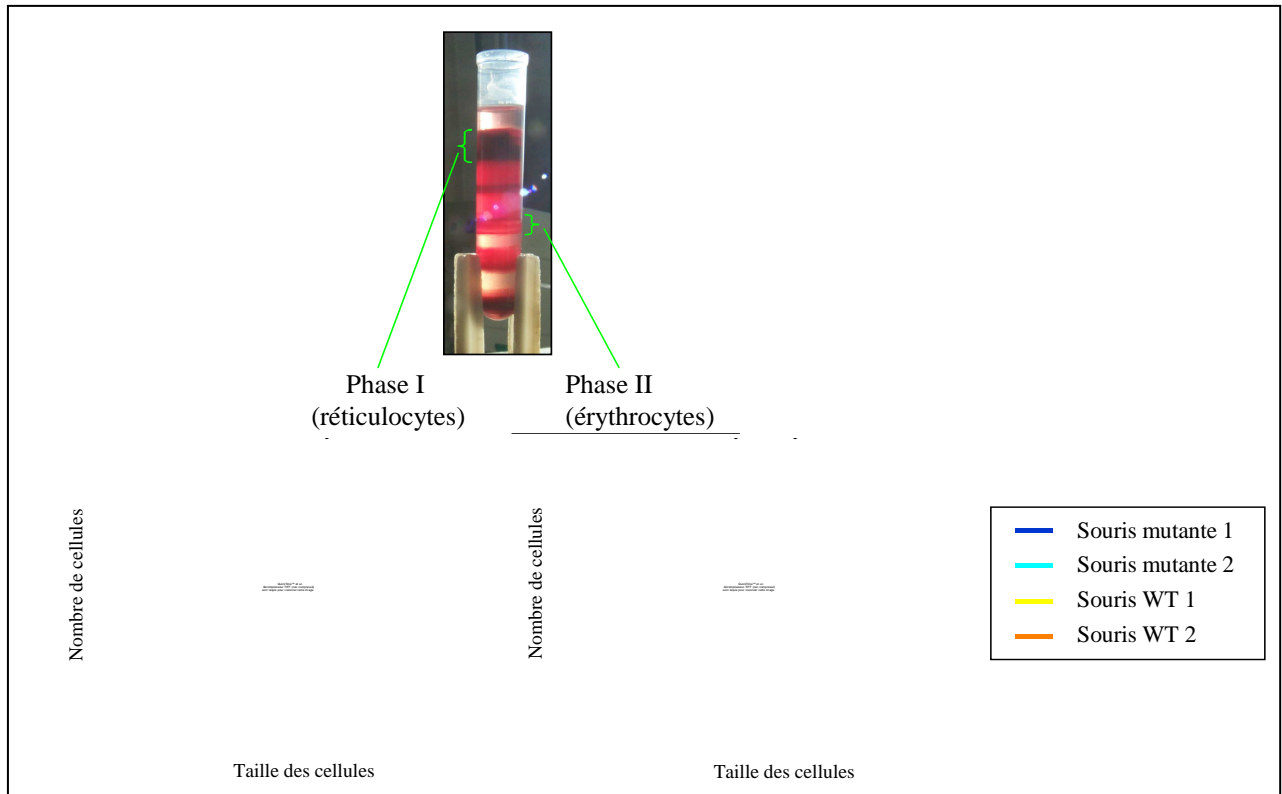 Phase I
(réticulocytes)
Phase II
(érythrocytes)
Nombre de cellules
Taille des cellules
Nombre de cellules
Taille des cellules
Souris mutante 1
Souris mutante 2
Souris WT 1
Souris WT 2